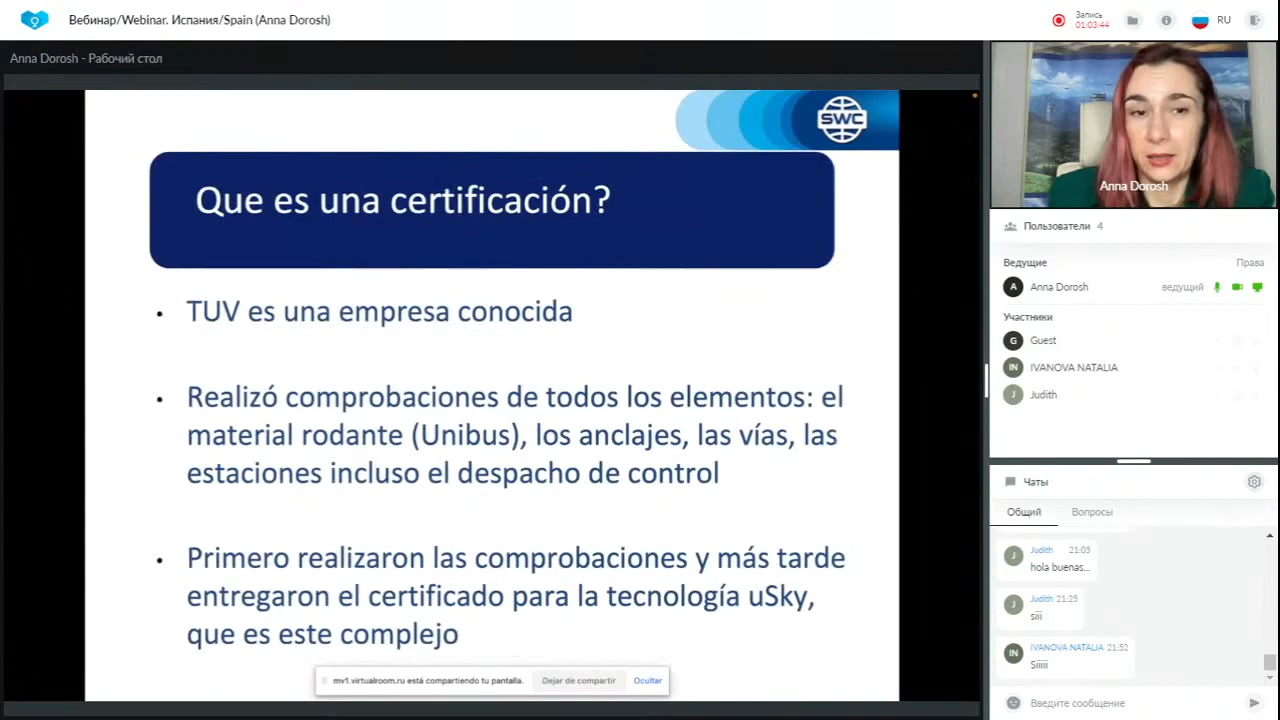 Вебинар/Webinar. Испания/Spain (Anna Dorosh)
Запись
01:03:44
RU
Anna Dorosh - Рабочий стол
SWC
Que es una certificación?
• TUV es una empresa conocida
• Realizó comprobaciones de todos los elementos: el
material rodante (Unibus), los anclajes, las vías, las
estaciones incluso el despacho de control
• Primero realizaron las comprobaciones y más tarde
entregaron el certificado para la tecnología uSky,
que es este complejo
mv1.virtualroom.ru está compartiendo tu pantalla.
Dejar de compartir
Ocultar
Anna Dorosh
Пользователи 4
Ведущие Права
A Anna Dorosh ведущий
Участники
G Guest
IN IVANOVA NATALIA
J Judith
Чаты
Общий Вопросы
J Judith 21:05
hola buenas...
J Judith 21:25
siii
IN IVANOVA NATALIA 21:52
Siiiii
Введите сообщение